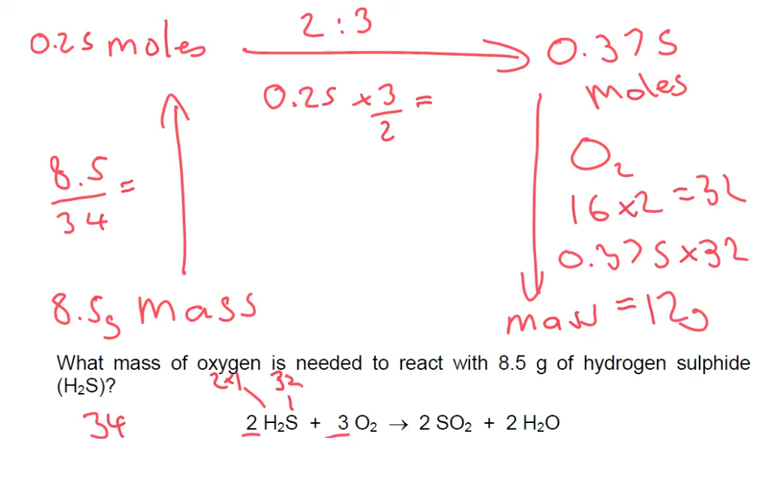 2 : 3
0.25 moles
0.375
moles
0.25 × 3/2 =
8.5/34 =
O₂
16 × 2 = 32
0.375 × 32
8.5g mass
mass = 12g
What mass of oxygen is needed to react with 8.5 g of hydrogen sulphide
(H₂S)?
2×1 32
34
2 H₂S + 3 O₂ → 2 SO₂ + 2 H₂O